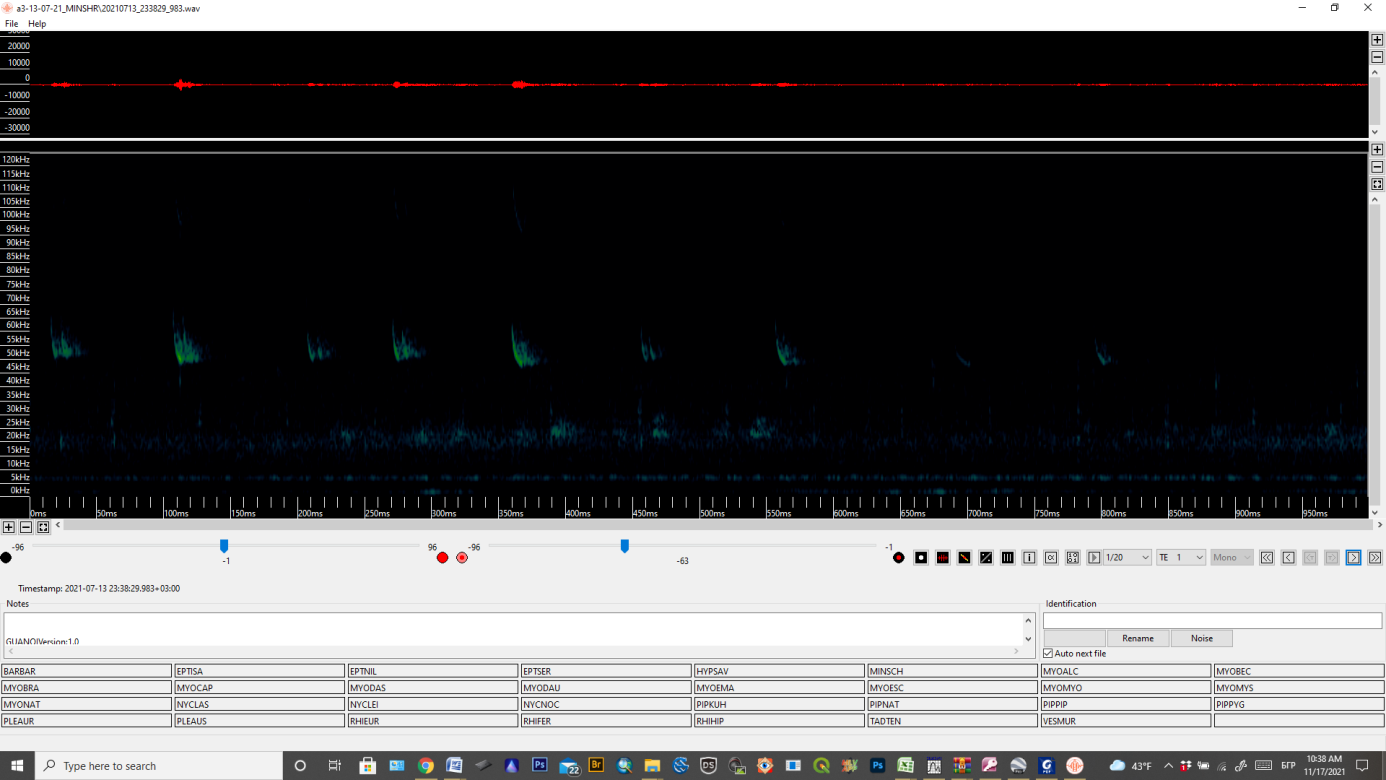 a3-13-07-21_MINSHR\20210713_233829_983.wav
File Help
30000
20000
10000
0
-10000
-20000
-30000
120kHz
115kHz
110kHz
105kHz
100kHz
95kHz
90kHz
85kHz
80kHz
75kHz
70kHz
65kHz
60kHz
55kHz
50kHz
45kHz
40kHz
35kHz
30kHz
25kHz
20kHz
15kHz
10kHz
5kHz
0kHz
0ms 50ms 100ms 150ms 200ms 250ms 300ms 350ms 400ms 450ms 500ms 550ms 600ms 650ms 700ms 750ms 800ms 850ms 900ms 950ms
-96 96 -96 -1
-1 -63
1/20 TE 1 Mono
Timestamp: 2021-07-13 23:38:29.983+03:00
Notes Identification
GUANO|Version:1.0
Rename Noise
Auto next file
BARBAR EPTISA EPTNIL EPTSER HYPSAV MINSCH MYOALC MYOBEC
MYOBRA MYOCAP MYODAS MYODAU MYOEMA MYOESC MYOMYO MYOMYS
MYONAT NYCLAS NYCLEI NYCNOC PIPKUH PIPNAT PIPPIP PIPPYG
PLEAUR PLEAUS RHIEUR RHIFER RHIHIP TADTEN VESMUR
Type here to search
22
43°F
БГР
10:38 AM
11/17/2021